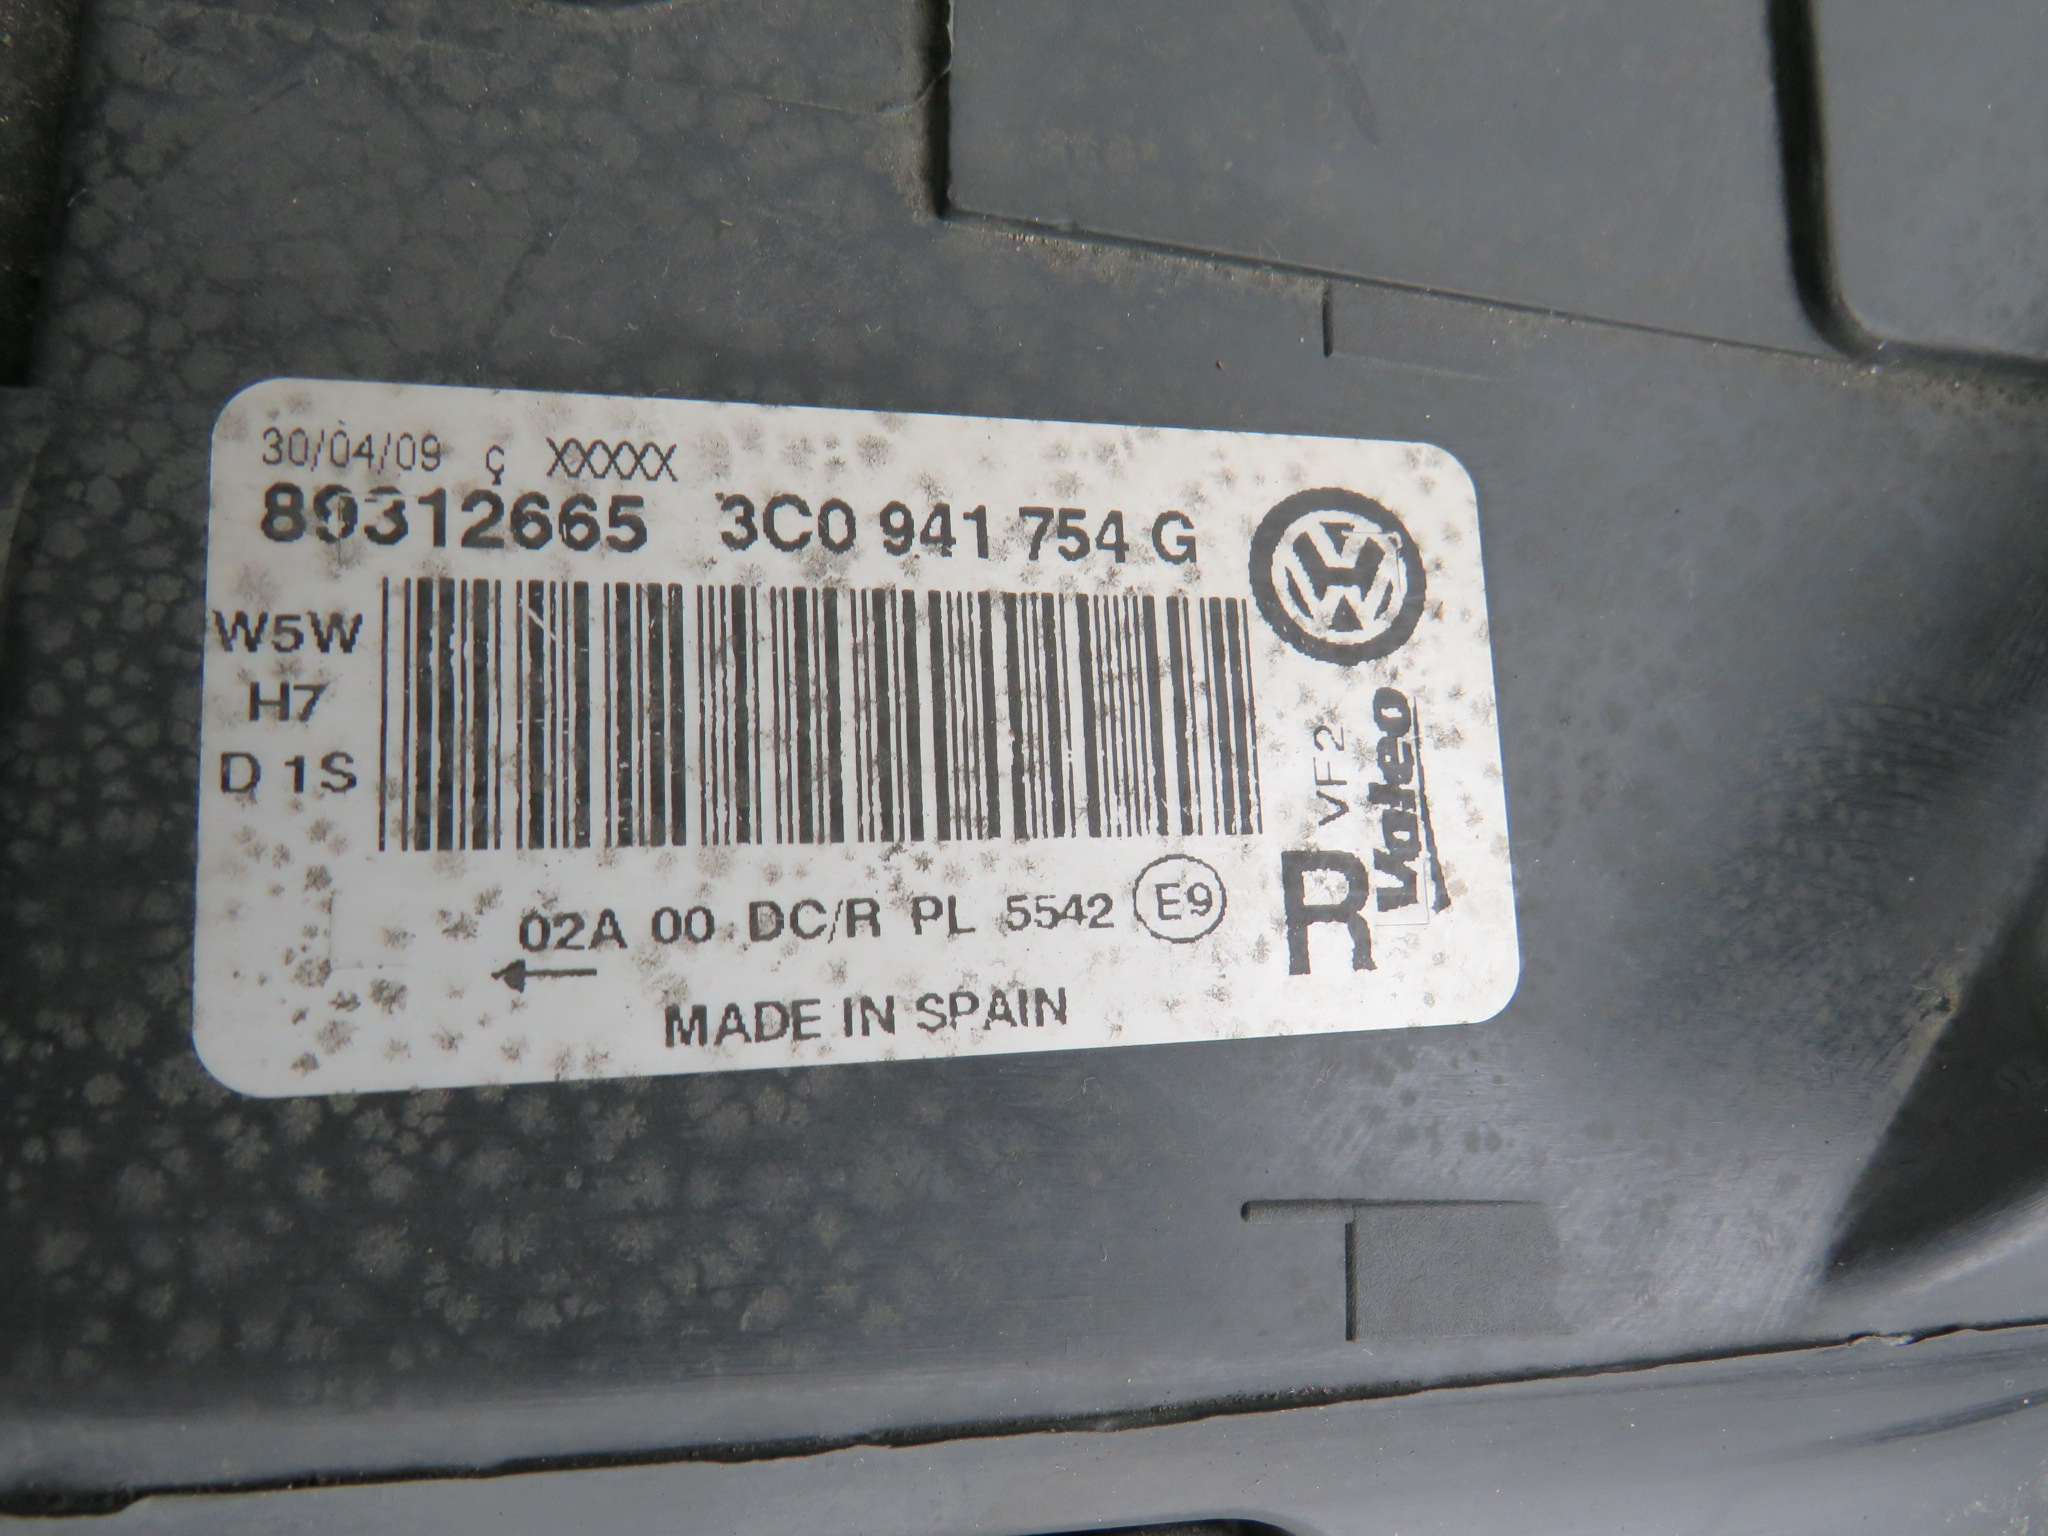 30/04/09 ç XXXXX
89312665 3C0 941 754 G
W5W
H7
D1S
VF2
Valeo
R
02A 00 DC/R PL 5542 E9
MADE IN SPAIN